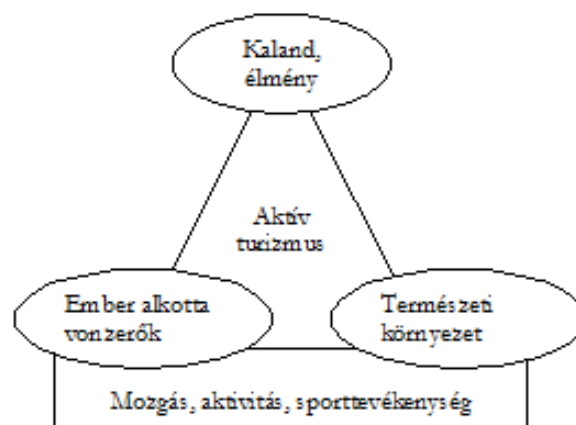 Kaland,
élmény
Aktív
turizmus
Ember alkotta
vonzerők
Természeti
környezet
Mozgás, aktivitás, sporttevékenység